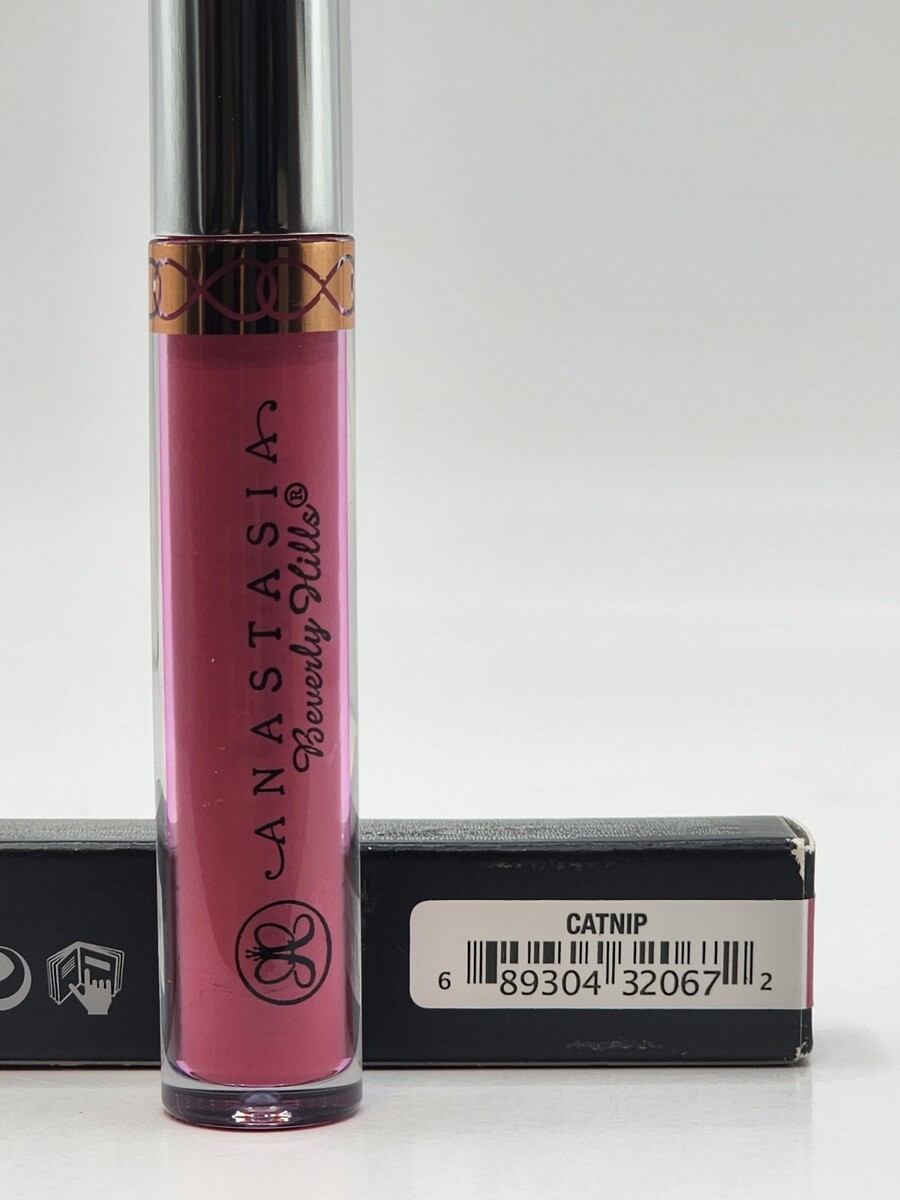 ANASTASIA
Beverly Hills®
CATNIP
6 89304 32067 2